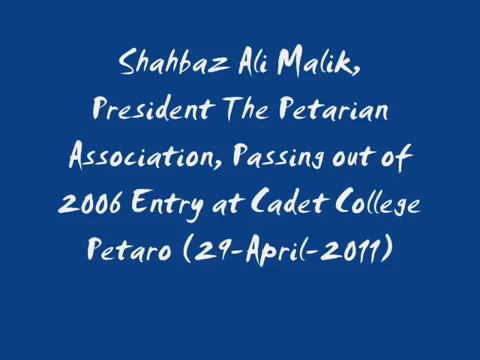 Shahbaz Ali Malik,
President The Petarian
Association, Passing out of
2006 Entry at Cadet College
Petaro (29-April-2011)